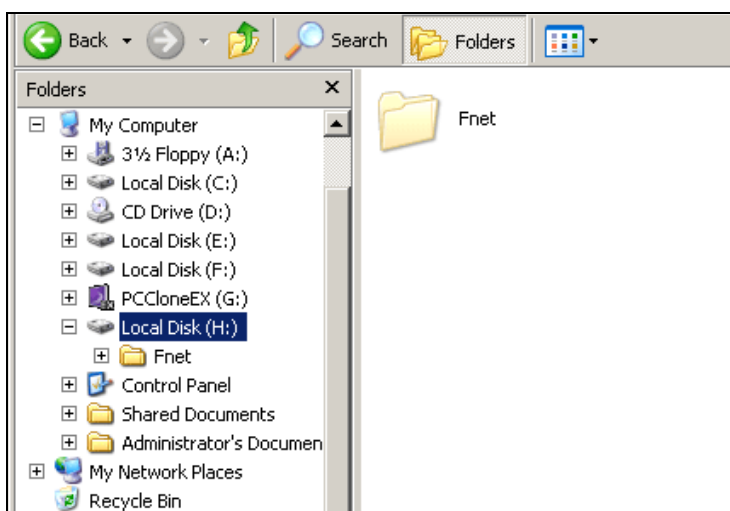 Back Search Folders
Folders
Fnet
My Computer
3½ Floppy (A:)
Local Disk (C:)
CD Drive (D:)
Local Disk (E:)
Local Disk (F:)
PCCloneEX (G:)
Local Disk (H:)
Fnet
Control Panel
Shared Documents
Administrator's Documen
My Network Places
Recycle Bin